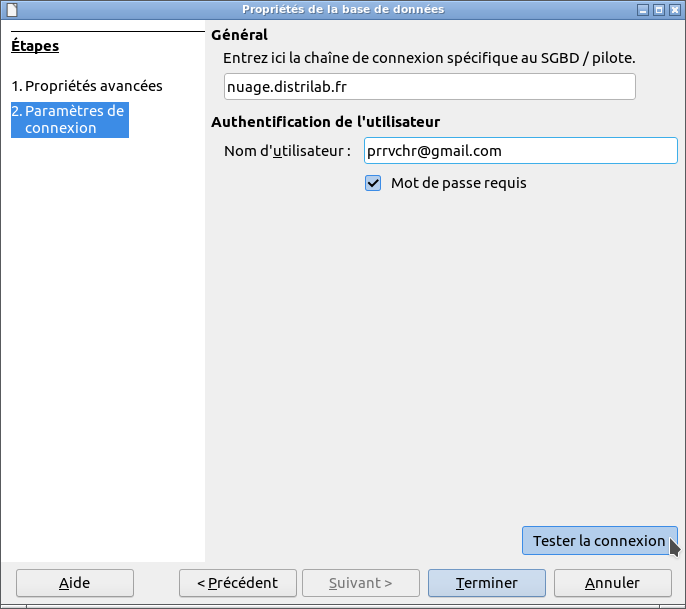 Propriétés de la base de données
Étapes
1. Propriétés avancées
2. Paramètres de
connexion
Général
Entrez ici la chaîne de connexion spécifique au SGBD / pilote.
nuage.distrilab.fr
Authentification de l'utilisateur
Nom d'utilisateur :
prrvchr@gmail.com
Mot de passe requis
Tester la connexion
Aide
< Précédent
Suivant >
Terminer
Annuler